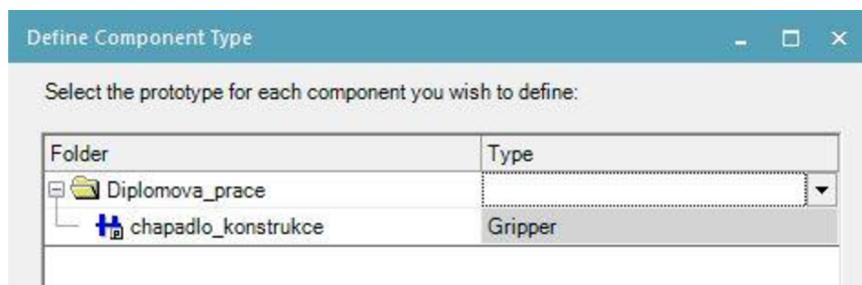 Define Component Type
Select the prototype for each component you wish to define:
Folder Type
Diplomova_prace
chapadlo_konstrukce Gripper